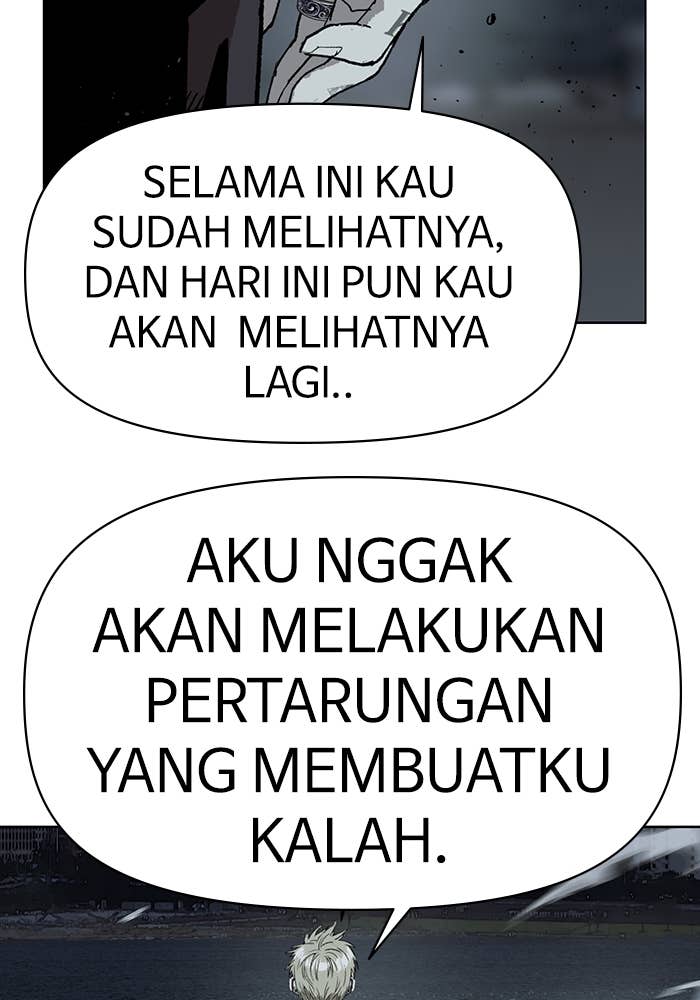 SELAMA INI KAU
SUDAH MELIHATNYA,
DAN HARI INI PUN KAU
AKAN MELIHATNYA
LAGI..
AKU NGGAK
AKAN MELAKUKAN
PERTARUNGAN
YANG MEMBUATKU
KALAH.